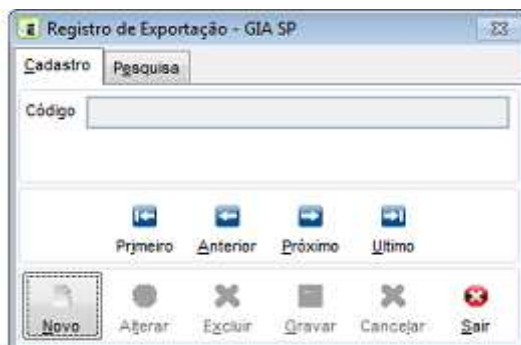 Registro de Exportação - GIA SP
Cadastro Pesquisa
Código
Primeiro Anterior Próximo Ultimo
Novo Alterar Excluir Gravar Cancelar Sair